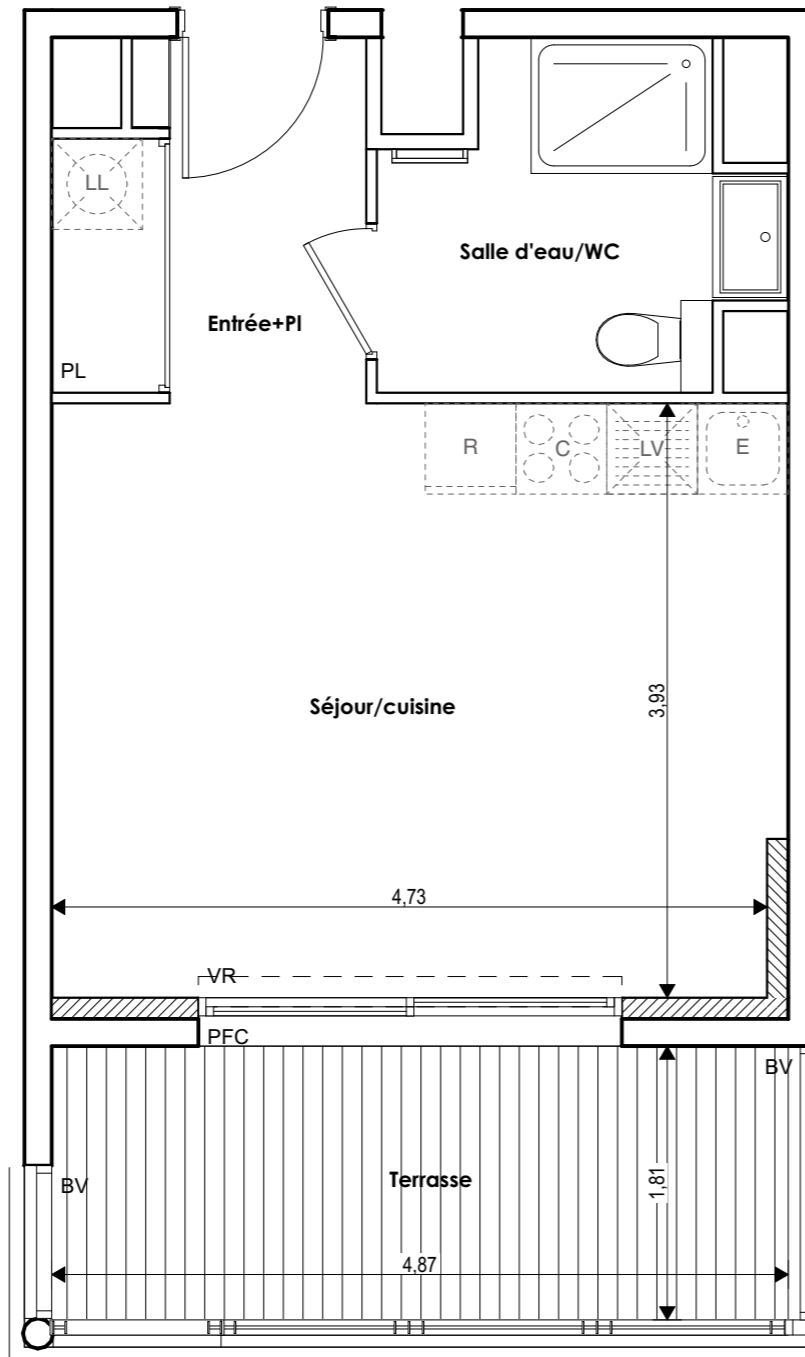 LL
Salle d'eau/WC
Entrée+Pl
PL
R
C
LV
E
Séjour/cuisine
3,93
4,73
VR
PFC
BV
BV
Terrasse
1,81
4,87